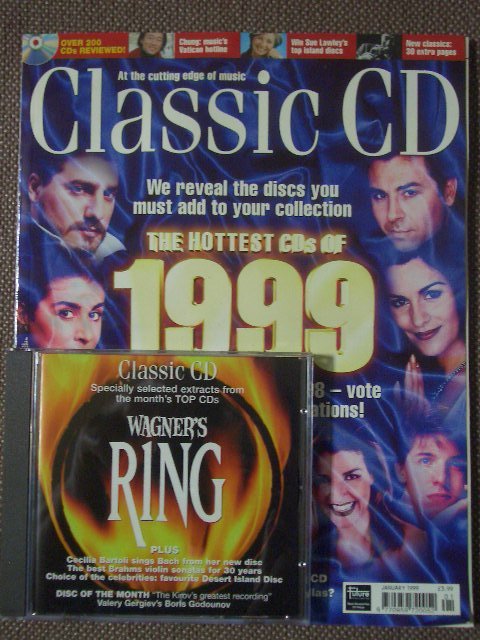 OVER 200
CDs REVIEWED!
Chung: music's
Vatican hotline
Win Sue Lawley's
top island discs
New classics:
30 extra pages
At the cutting edge of music
Classic CD
We reveal the discs you
must add to your collection
THE HOTTEST CDs OF
1999
8 – vote
ations!
Classic CD
Specially selected extracts from
the month's TOP CDs
WAGNER'S
RING
PLUS
Cecilia Bartoli sings Bach from her new disc
The best Brahms violin sonatas for 30 years
Choice of the celebrities: favourite Desert Island Disc
DISC OF THE MONTH "The Kirov's greatest recording"
Valery Gergiev's Boris Godounov
CD
las?
future
JANUARY 1999
£3.99
01